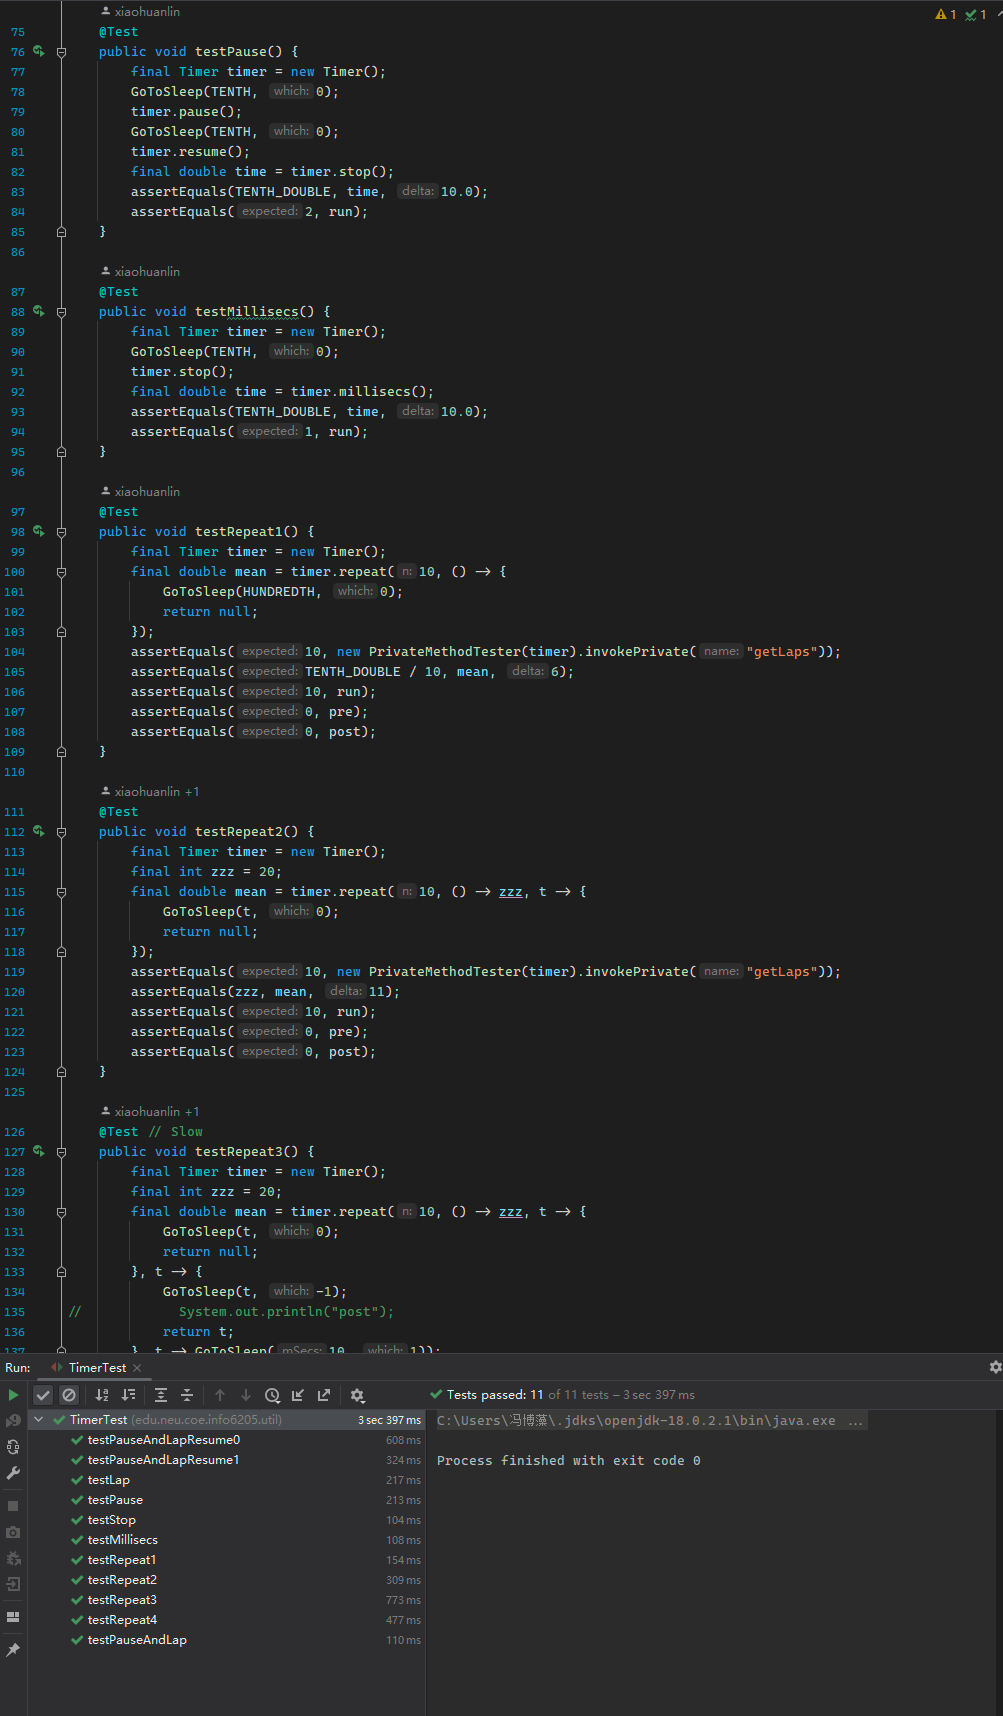 xiaohuanlin
1 1
75 @Test
76 public void testPause() {
77 final Timer timer = new Timer();
78 GoToSleep(TENTH, which: 0);
79 timer.pause();
80 GoToSleep(TENTH, which: 0);
81 timer.resume();
82 final double time = timer.stop();
83 assertEquals(TENTH_DOUBLE, time, delta: 10.0);
84 assertEquals( expected: 2, run);
85 }
86
xiaohuanlin
87 @Test
88 public void testMillisecs() {
89 final Timer timer = new Timer();
90 GoToSleep(TENTH, which: 0);
91 timer.stop();
92 final double time = timer.millisecs();
93 assertEquals(TENTH_DOUBLE, time, delta: 10.0);
94 assertEquals( expected: 1, run);
95 }
96
xiaohuanlin
97 @Test
98 public void testRepeat1() {
99 final Timer timer = new Timer();
100 final double mean = timer.repeat( n: 10, () -> {
101 GoToSleep(HUNDREDTH, which: 0);
102 return null;
103 });
104 assertEquals( expected: 10, new PrivateMethodTester(timer).invokePrivate( name: "getLaps"));
105 assertEquals( expected: TENTH_DOUBLE / 10, mean, delta: 6);
106 assertEquals( expected: 10, run);
107 assertEquals( expected: 0, pre);
108 assertEquals( expected: 0, post);
109 }
110
xiaohuanlin +1
111 @Test
112 public void testRepeat2() {
113 final Timer timer = new Timer();
114 final int zzz = 20;
115 final double mean = timer.repeat( n: 10, () -> zzz, t -> {
116 GoToSleep(t, which: 0);
117 return null;
118 });
119 assertEquals( expected: 10, new PrivateMethodTester(timer).invokePrivate( name: "getLaps"));
120 assertEquals(zzz, mean, delta: 11);
121 assertEquals( expected: 10, run);
122 assertEquals( expected: 0, pre);
123 assertEquals( expected: 0, post);
124 }
125
xiaohuanlin +1
126 @Test // Slow
127 public void testRepeat3() {
128 final Timer timer = new Timer();
129 final int zzz = 20;
130 final double mean = timer.repeat( n: 10, () -> zzz, t -> {
131 GoToSleep(t, which: 0);
132 return null;
133 }, t -> {
134 GoToSleep(t, which: -1);
135 // System.out.println("post");
136 return t;
137 }, t -> GoToSleep( mSecs: 10, which: 1));
Run: TimerTest
Tests passed: 11 of 11 tests – 3 sec 397 ms
TimerTest (edu.neu.coe.info6205.util) 3 sec 397 ms
testPauseAndLapResume0 608 ms
testPauseAndLapResume1 324 ms
testLap 217 ms
testPause 213 ms
testStop 104 ms
testMillisecs 108 ms
testRepeat1 154 ms
testRepeat2 309 ms
testRepeat3 773 ms
testRepeat4 477 ms
testPauseAndLap 110 ms
C:\Users\冯博藻\.jdks\openjdk-18.0.2.1\bin\java.exe ...
Process finished with exit code 0